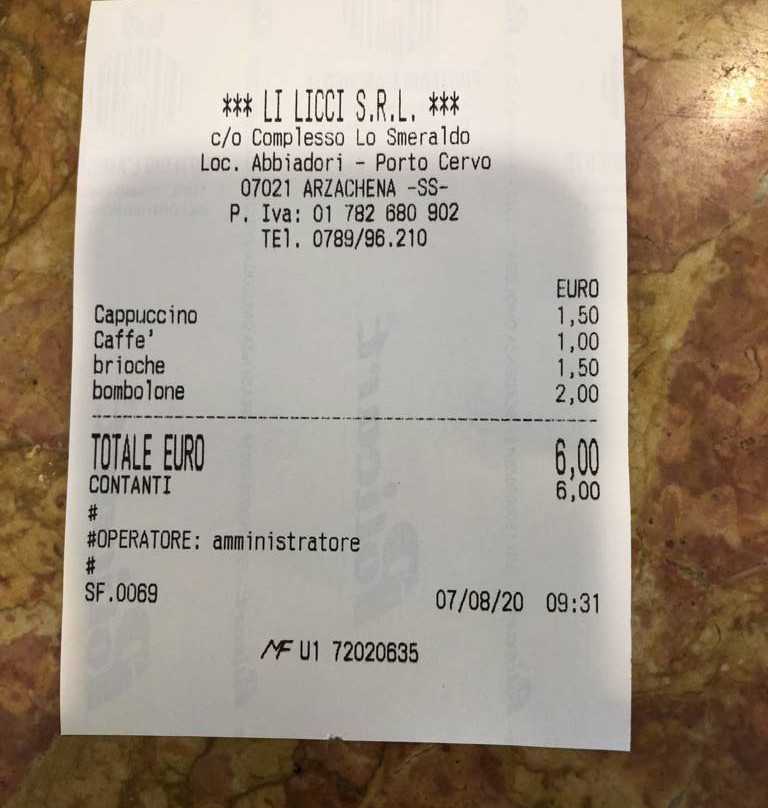 *** LI LICCI S.R.L. ***
c/o Complesso Lo Smeraldo
Loc. Abbiadori - Porto Cervo
07021 ARZACHENA -SS-
P. Iva: 01 782 680 902
TEl. 0789/96.210
EURO
Cappuccino 1,50
Caffe' 1,00
brioche 1,50
bombolone 2,00
TOTALE EURO 6,00
CONTANTI 6,00
#
#OPERATORE: amministratore
#
SF.0069 07/08/20 09:31
MF U1 72020635